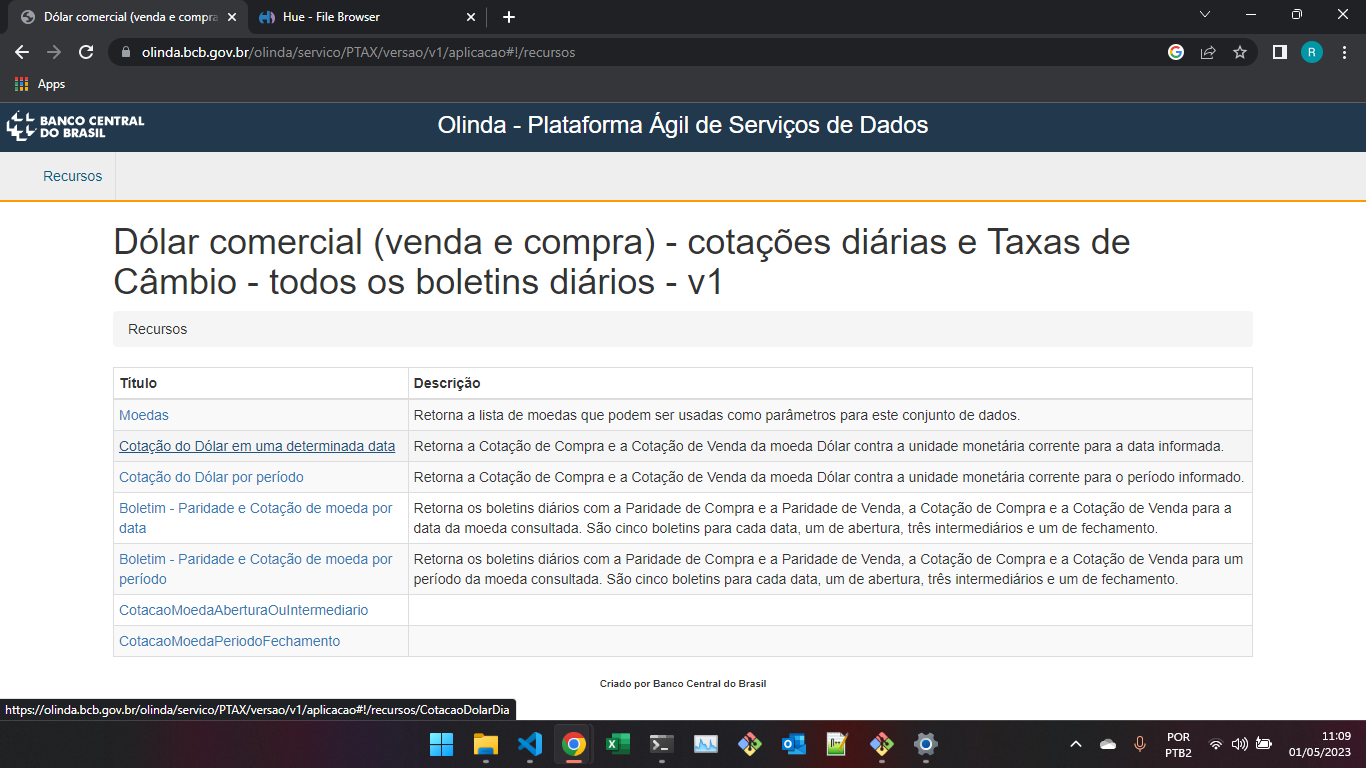 Dólar comercial (venda e compra
Hue - File Browser
olinda.bcb.gov.br/olinda/servico/PTAX/versao/v1/aplicacao#!/recursos
R
Apps
BANCO CENTRAL
DO BRASIL
Olinda - Plataforma Ágil de Serviços de Dados
Recursos
Dólar comercial (venda e compra) - cotações diárias e Taxas de
Câmbio - todos os boletins diários - v1
Recursos
Título Descrição
Moedas Retorna a lista de moedas que podem ser usadas como parâmetros para este conjunto de dados.
Cotação do Dólar em uma determinada data Retorna a Cotação de Compra e a Cotação de Venda da moeda Dólar contra a unidade monetária corrente para a data informada.
Cotação do Dólar por período Retorna a Cotação de Compra e a Cotação de Venda da moeda Dólar contra a unidade monetária corrente para o período informado.
Boletim - Paridade e Cotação de moeda por
data
Retorna os boletins diários com a Paridade de Compra e a Paridade de Venda, a Cotação de Compra e a Cotação de Venda para a
data da moeda consultada. São cinco boletins para cada data, um de abertura, três intermediários e um de fechamento.
Boletim - Paridade e Cotação de moeda por
período
Retorna os boletins diários com a Paridade de Compra e a Paridade de Venda, a Cotação de Compra e a Cotação de Venda para um
período da moeda consultada. São cinco boletins para cada data, um de abertura, três intermediários e um de fechamento.
CotacaoMoedaAberturaOuIntermediario
CotacaoMoedaPeriodoFechamento
Criado por Banco Central do Brasil
https://olinda.bcb.gov.br/olinda/servico/PTAX/versao/v1/aplicacao#!/recursos/CotacaoDolarDia
POR
PTB2
11:09
01/05/2023